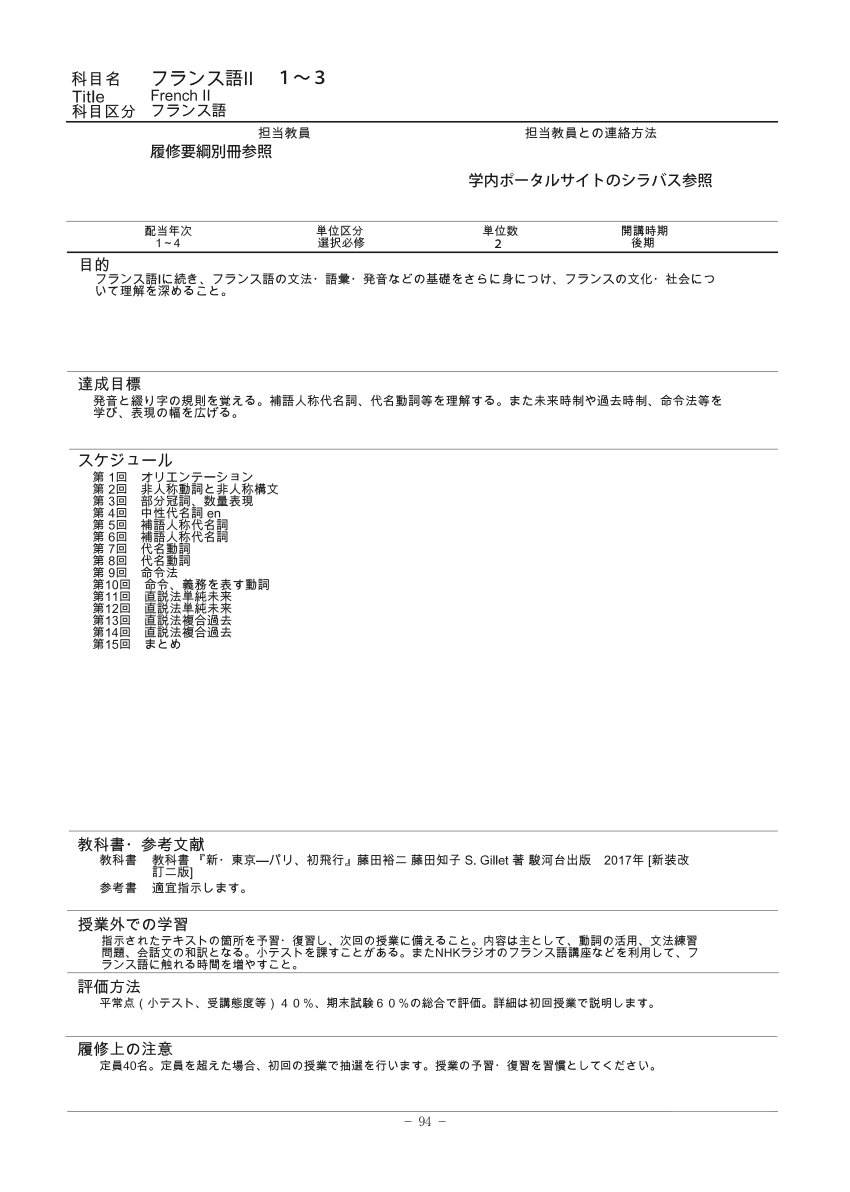 科目名　フランス語II　１～３
Title　French II
科目区分　フランス語
担当教員　担当教員との連絡方法
履修要綱別冊参照
学内ポータルサイトのシラバス参照
配当年次　単位区分　単位数　開講時期
1～4　選択必修　2　後期
目的
フランス語Iに続き、フランス語の文法・語彙・発音などの基礎をさらに身につけ、フランスの文化・社会につ
いて理解を深めること。
達成目標
発音と綴り字の規則を覚える。補語人称代名詞、代名動詞等を理解する。また未来時制や過去時制、命令法等を
学び、表現の幅を広げる。
スケジュール
第 1回　オリエンテーション
第 2回　非人称動詞と非人称構文
第 3回　部分冠詞、数量表現
第 4回　中性代名詞 en
第 5回　補語人称代名詞
第 6回　補語人称代名詞
第 7回　代名動詞
第 8回　代名動詞
第 9回　命令法
第10回　命令、義務を表す動詞
第11回　直説法単純未来
第12回　直説法単純未来
第13回　直説法複合過去
第14回　直説法複合過去
第15回　まとめ
教科書・参考文献
教科書　教科書 『新・東京―パリ、初飛行』藤田裕二 藤田知子 S. Gillet 著 駿河台出版　2017年 [新装改
訂二版]
参考書　適宜指示します。
授業外での学習
指示されたテキストの箇所を予習・復習し、次回の授業に備えること。内容は主として、動詞の活用、文法練習
問題、会話文の和訳となる。小テストを課すことがある。またNHKラジオのフランス語講座などを利用して、フ
ランス語に触れる時間を増やすこと。
評価方法
平常点（小テスト、受講態度等）４０％、期末試験６０％の総合で評価。詳細は初回授業で説明します。
履修上の注意
定員40名。定員を超えた場合、初回の授業で抽選を行います。授業の予習・復習を習慣としてください。
－ 94 －